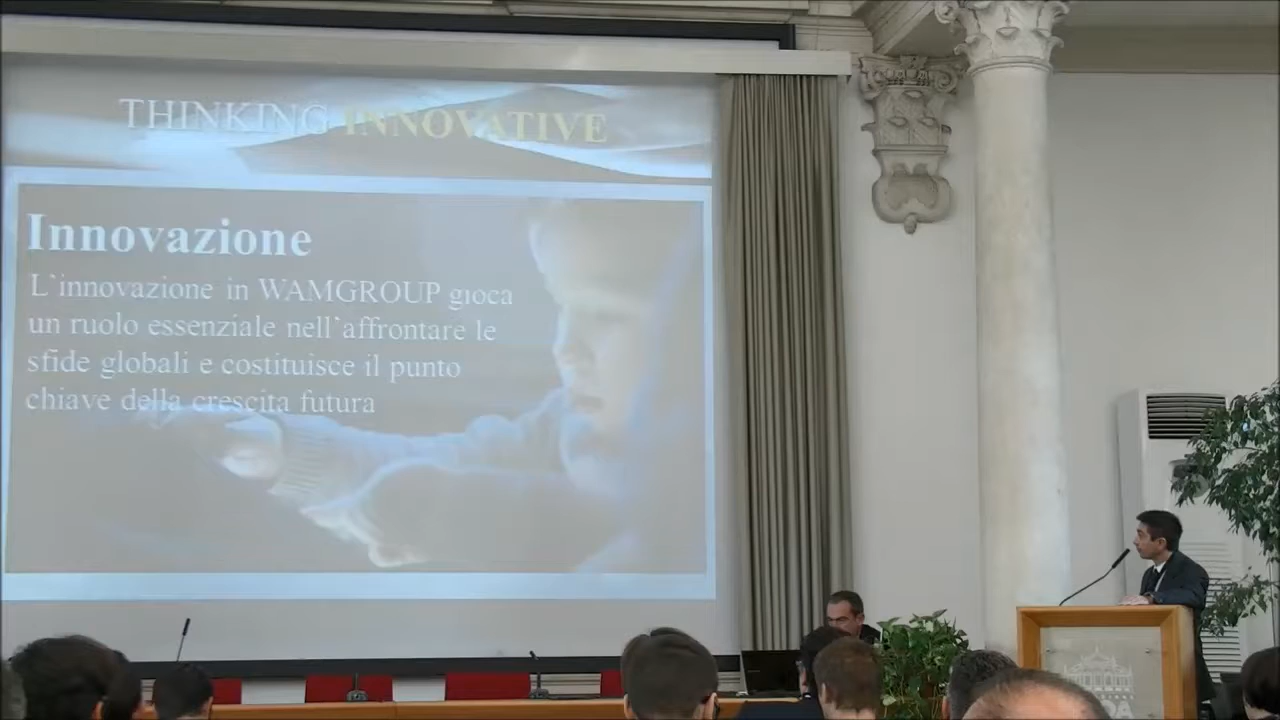 THINKING INNOVATIVE
Innovazione
L'innovazione in WAMGROUP gioca
un ruolo essenziale nell'affrontare le
sfide globali e costituisce il punto
chiave della crescita futura